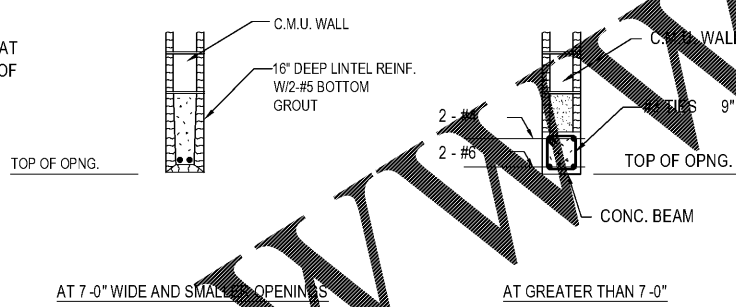 AT
OF
C.M.U. WALL
16" DEEP LINTEL REINF.
W/2-#5 BOTTOM
GROUT
TOP OF OPNG.
AT 7 -0" WIDE AND SMALLER OPENINGS
C.M.U. WALL
2 - #4
#4 TIES 9"
2 - #6
TOP OF OPNG.
CONC. BEAM
AT GREATER THAN 7 -0"